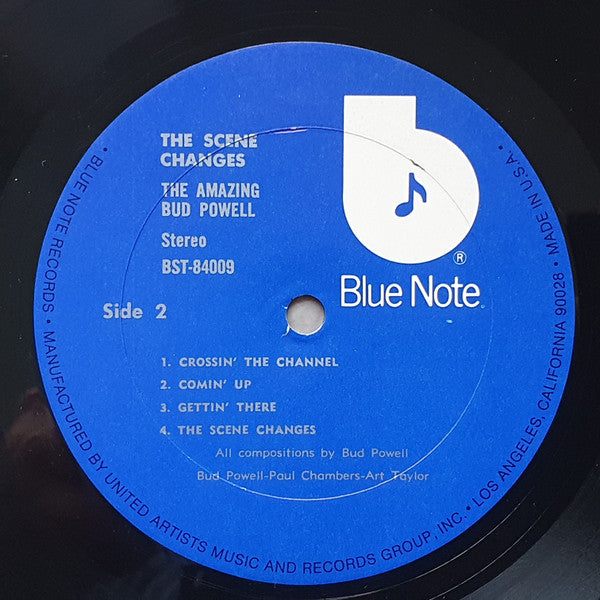 THE SCENE
CHANGES
THE AMAZING
BUD POWELL
Stereo
BST-84009
Side 2
®
Blue Note
1. CROSSIN' THE CHANNEL
2. COMIN' UP
3. GETTIN' THERE
4. THE SCENE CHANGES
All compositions by Bud Powell
Bud Powell-Paul Chambers-Art Taylor
• BLUE NOTE RECORDS • MANUFACTURED BY UNITED ARTISTS MUSIC AND RECORDS GROUP, INC. • LOS ANGELES, CALIFORNIA 90028 • MADE IN U.S.A.